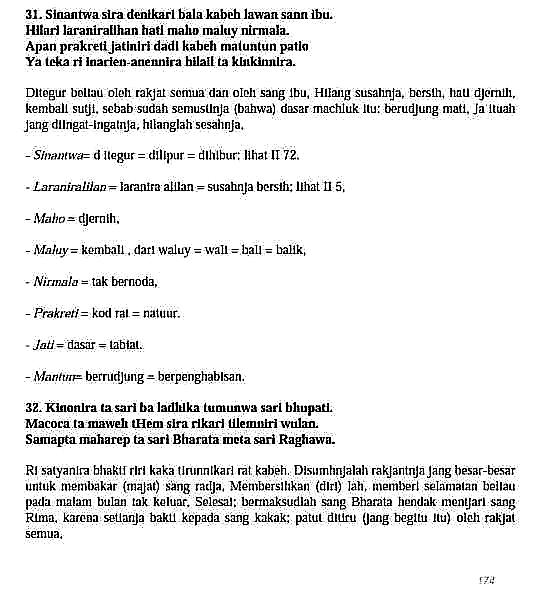 31. Sinantwa sira denikari bala kabeh lawan sann ibu.
Hilari laraniralihan hati maho maluy nirmala.
Apan prakreti jatiniri dadi kabeh matuntun patio
Ya teka ri inarien-anennira hilail ta kinkinnira.
Ditegur beliau oleh rakjat semua dan oleh sang ibu, Hilang susahnja, bersih, hati djernih,
kembali sutji, sebab sudah semustinja (bahwa) dasar machluk itu: berudjung mati, Ja ituah
jang diingat-ingatnja, hilanglah sesahnja,
- Sinantwa= d itegur = dilipur = dihibur; lihat II 72,
- Laraniralilan = larantra alilan = susahnja bersih; lihat II 5,
- Maho = djernih,
- Maluy = kembali , dari waluy = wali = bali = balik,
- Nirmala = tak bernoda,
- Prakreti = kod rat = natuur.
- Jati = dasar = tabiat.
- Mantun= berrudjung = berpenghabisan.
32. Kinonira ta sari ba ladhika tumunwa sari bhupati.
Macoca ta maweh tHem sira rikari tilemniri wulan.
Samapta maharep ta sari Bharata meta sari Raghawa.
Ri satyanira bhakti riri kaka tirunnikari rat kabeh. Disumhnjalah rakjantnja jang besar-besar
untuk membakar (majat) sang radja, Membersihkan (diri) lah, memberi selamatan beliau
pada malam bulan tak keluar, Selesai; bermaksudlah sang Bharata hendak mentjari sang
Rima, karena setianja bakti kepada sang kakak; patut ditiru (jang begitu itu) oleh rakjat
semua,
174